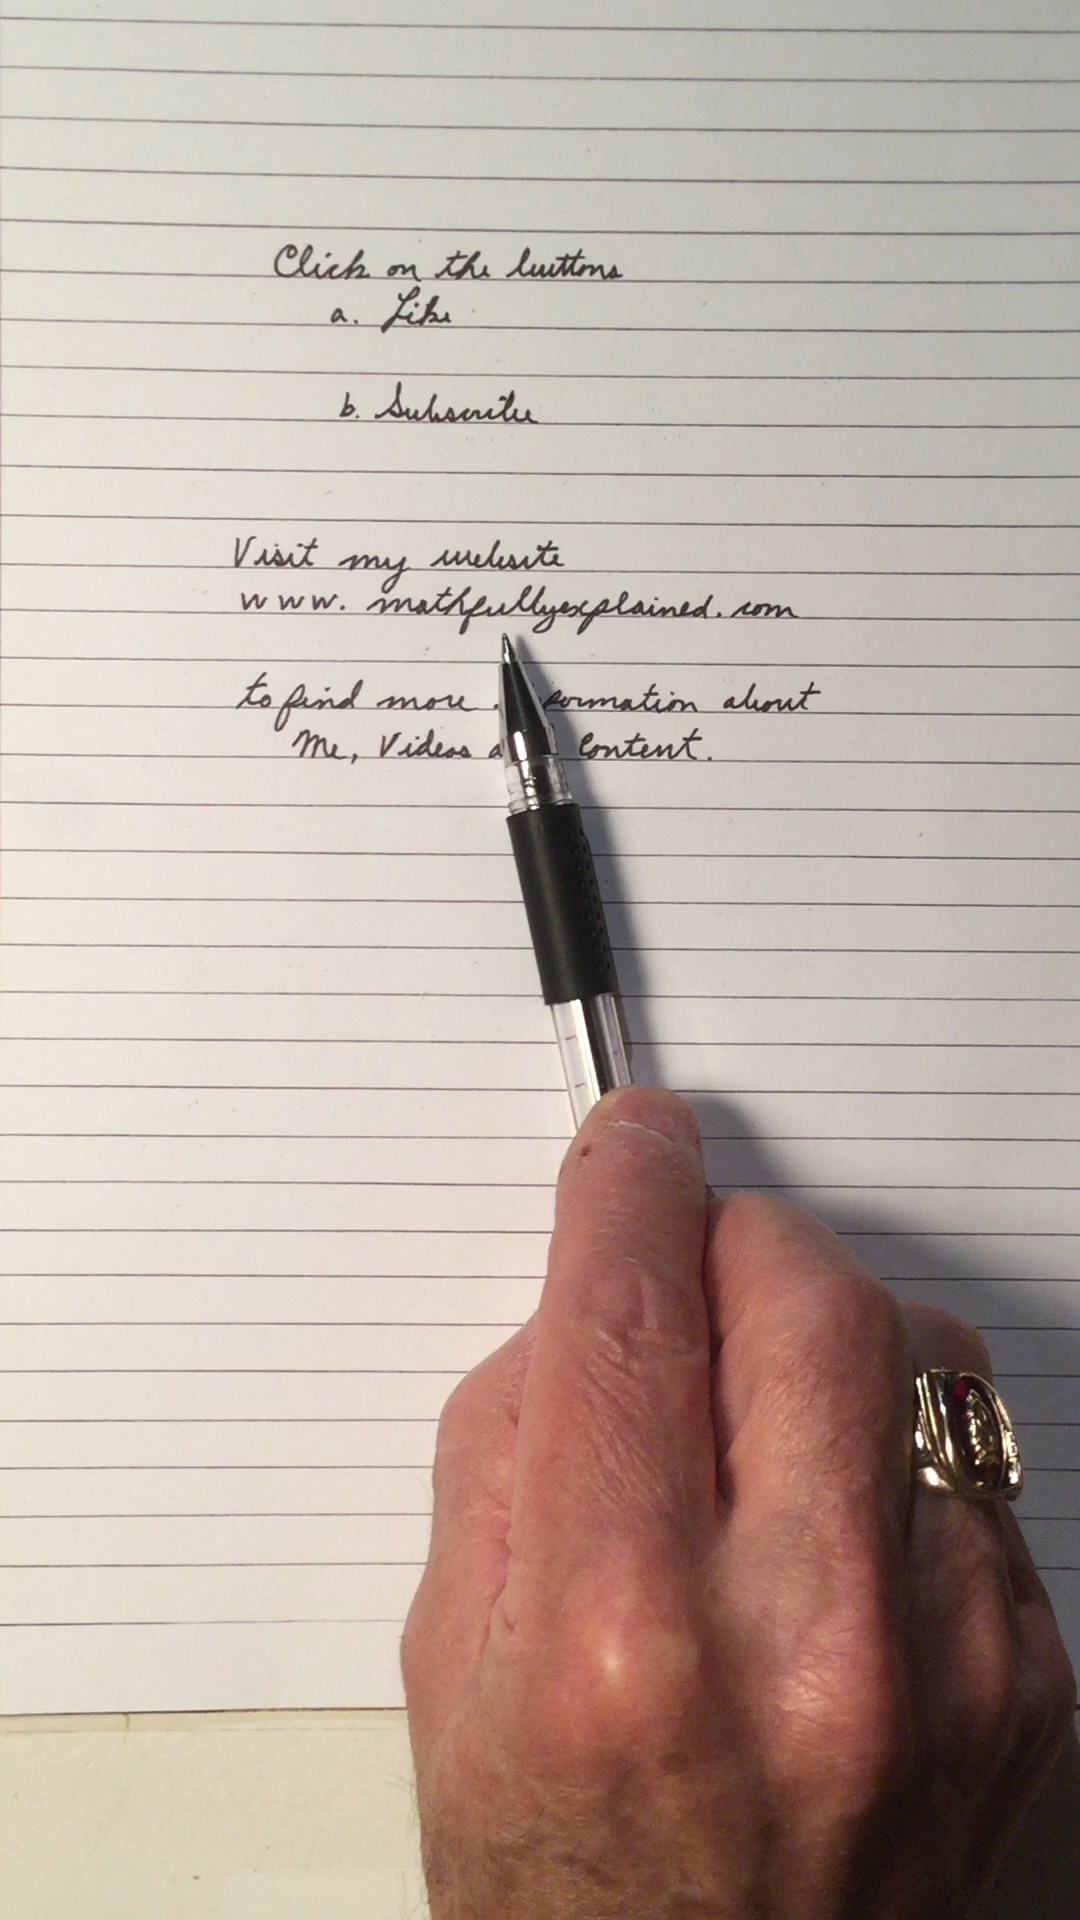 Click on the buttons
a. Like
b. Subscribe
Visit my website
www.mathfullyexplained.com
to find more formation about
Me, Videos a Content.